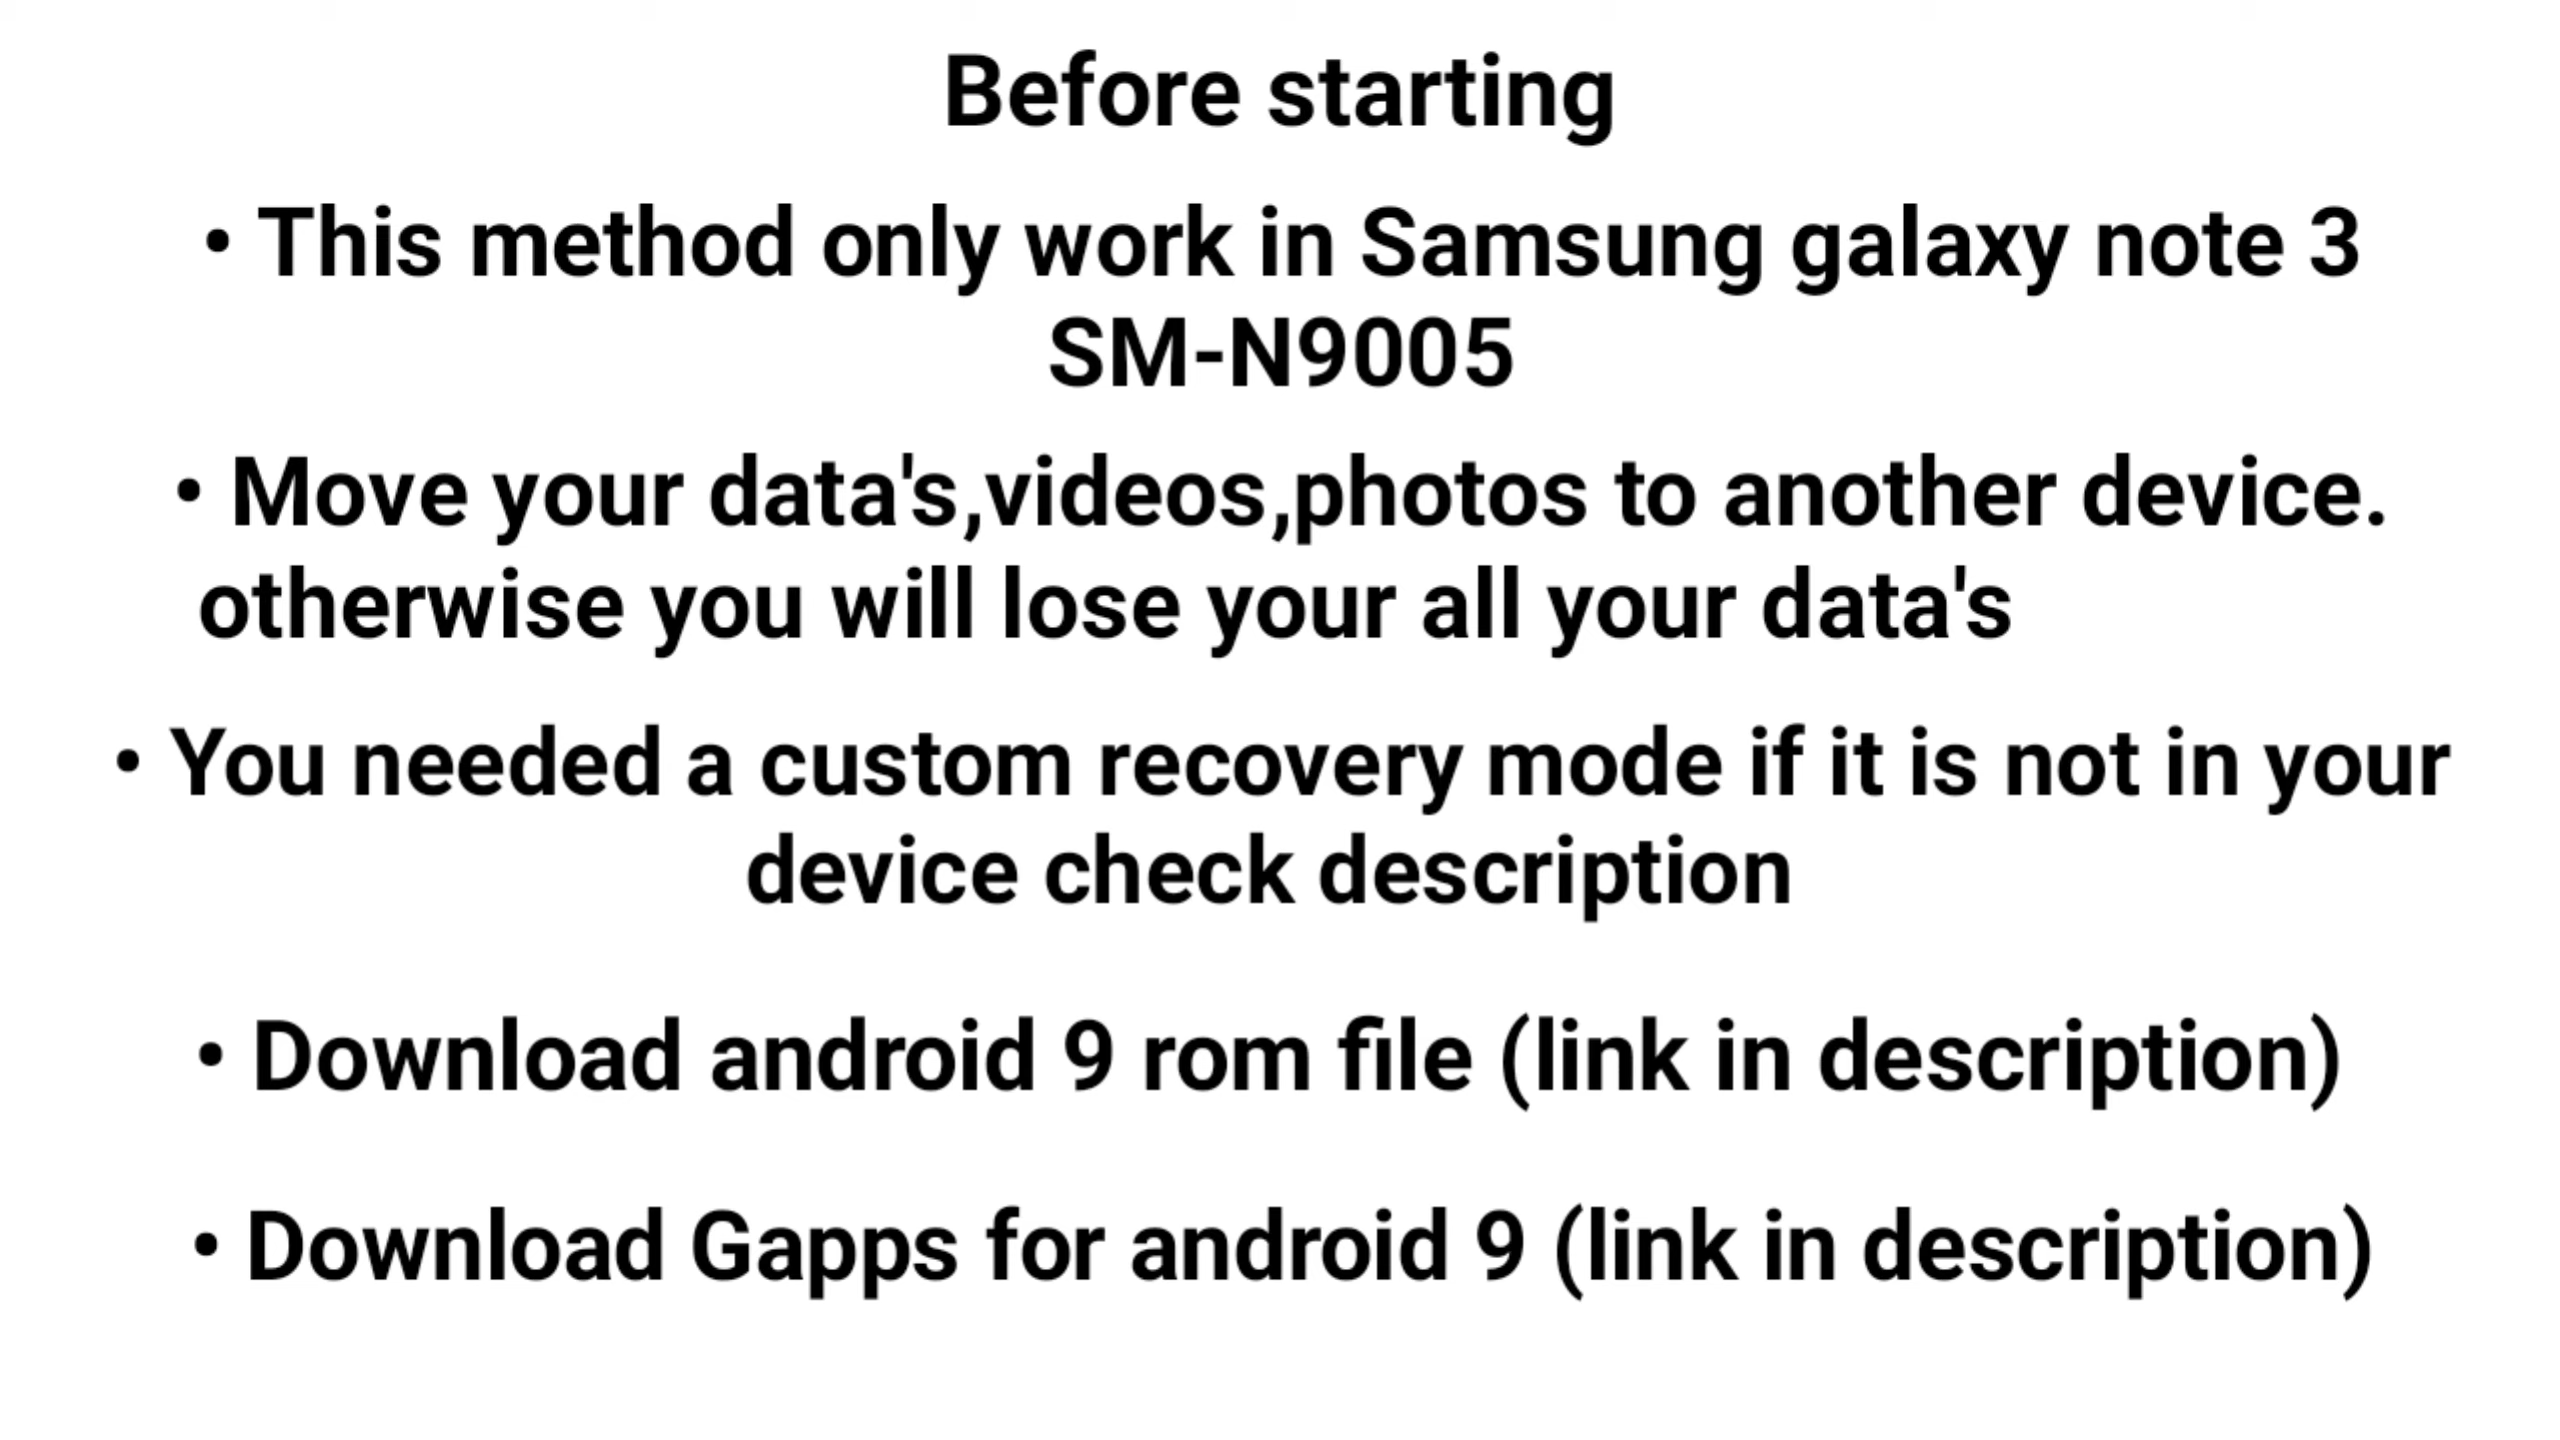 Before starting
• This method only work in Samsung galaxy note 3
SM-N9005
• Move your data's,videos,photos to another device.
otherwise you will lose your all your data's
• You needed a custom recovery mode if it is not in your
device check description
• Download android 9 rom file (link in description)
• Download Gapps for android 9 (link in description)